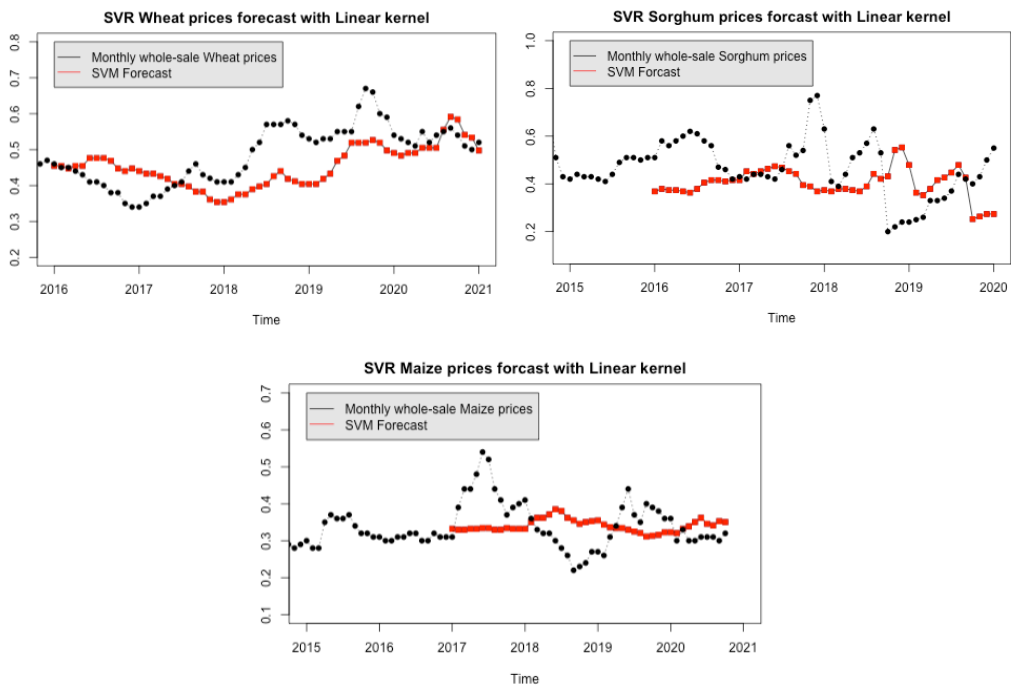 SVR Wheat prices forecast with Linear kernel
Monthly whole-sale Wheat prices
SVM Forecast
0.8
0.7
0.6
0.5
0.4
0.3
0.2
2016 2017 2018 2019 2020 2021
Time
SVR Sorghum prices forcast with Linear kernel
Monthly whole-sale Sorghum prices
SVM Forcast
1.0
0.8
0.6
0.4
0.2
2015 2016 2017 2018 2019 2020
Time
SVR Maize prices forcast with Linear kernel
Monthly whole-sale Maize prices
SVM Forecast
0.7
0.6
0.5
0.4
0.3
0.2
0.1
2015 2016 2017 2018 2019 2020 2021
Time